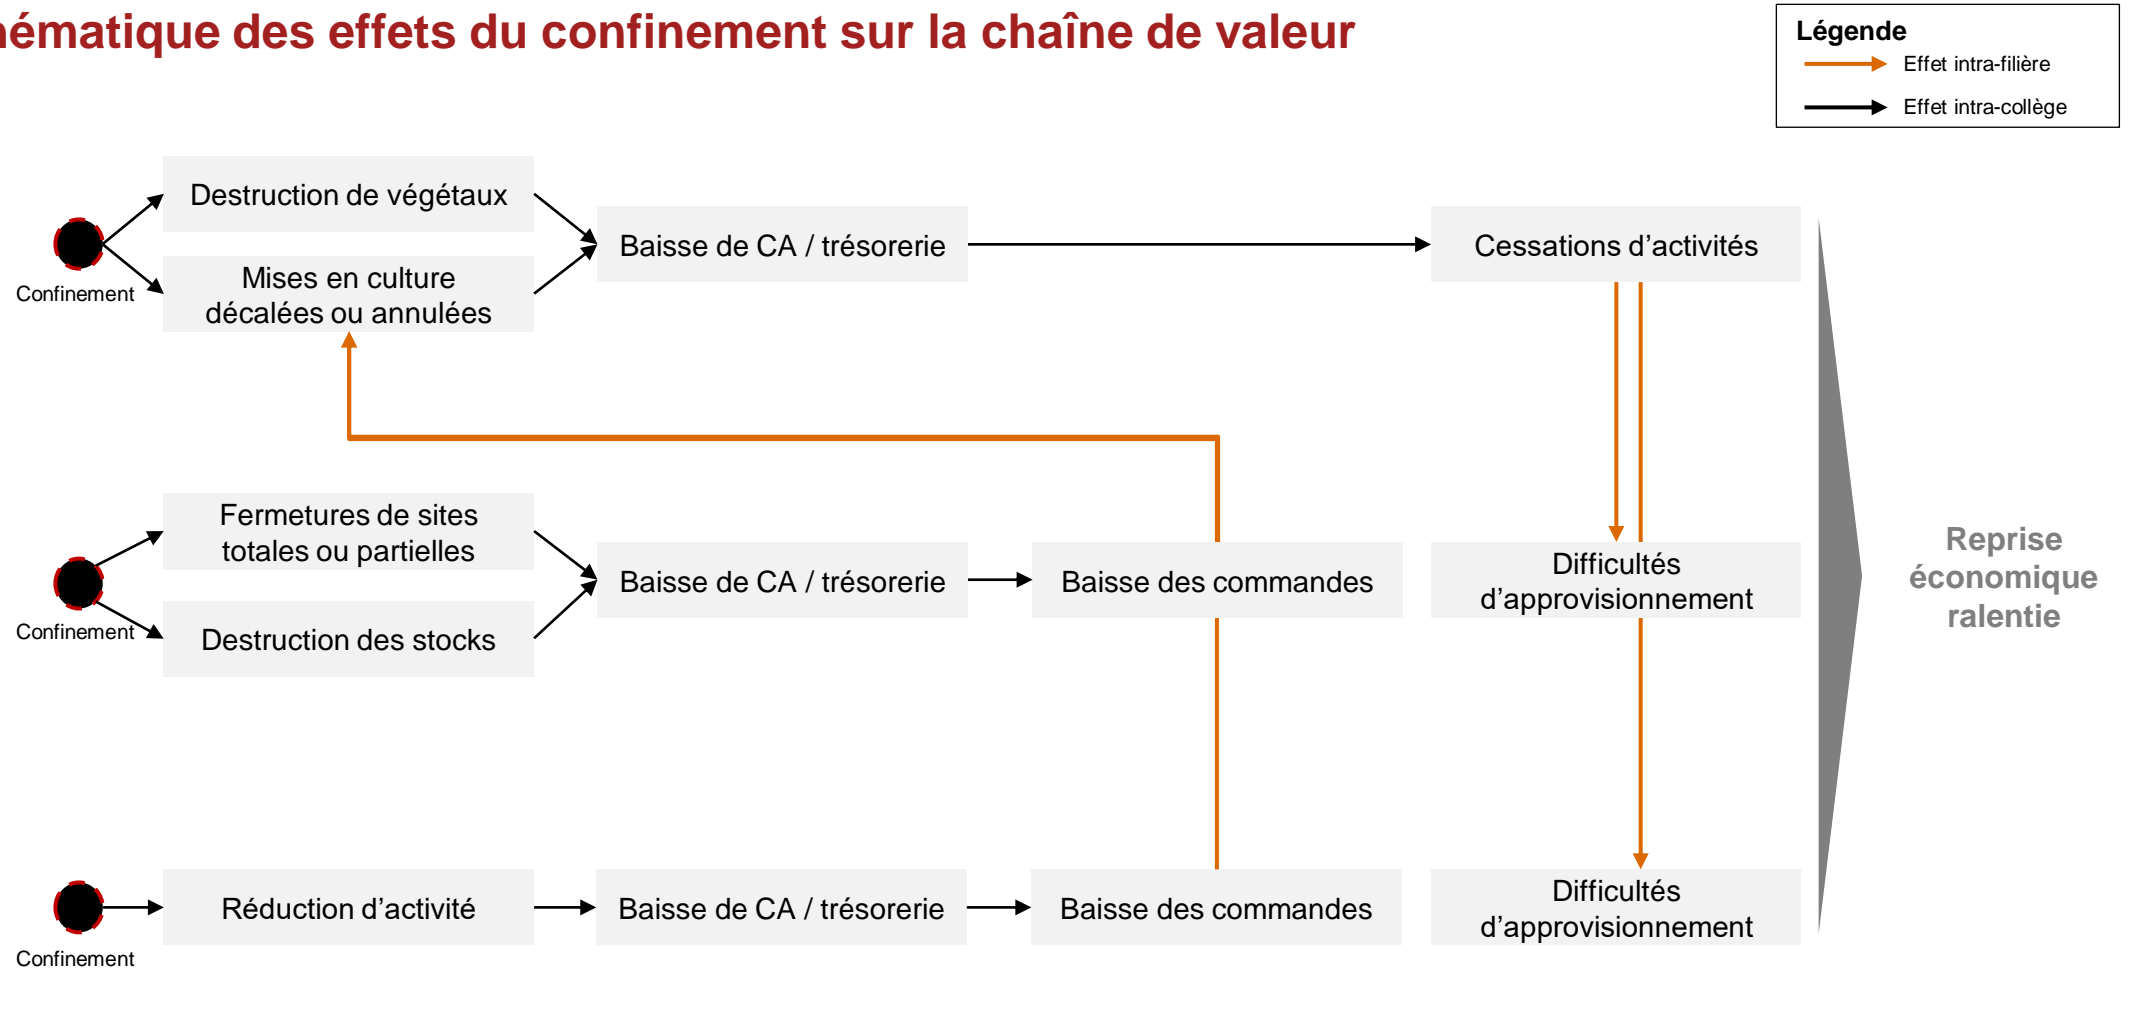 hématique des effets du confinement sur la chaîne de valeur
Légende
Effet intra-filière
Effet intra-collège
Destruction de végétaux
Confinement
Mises en culture
décalées ou annulées
Baisse de CA / trésorerie
Cessations d’activités
Fermetures de sites
totales ou partielles
Confinement
Destruction des stocks
Baisse de CA / trésorerie
Baisse des commandes
Difficultés
d’approvisionnement
Reprise
économique
ralentie
Confinement
Réduction d’activité
Baisse de CA / trésorerie
Baisse des commandes
Difficultés
d’approvisionnement